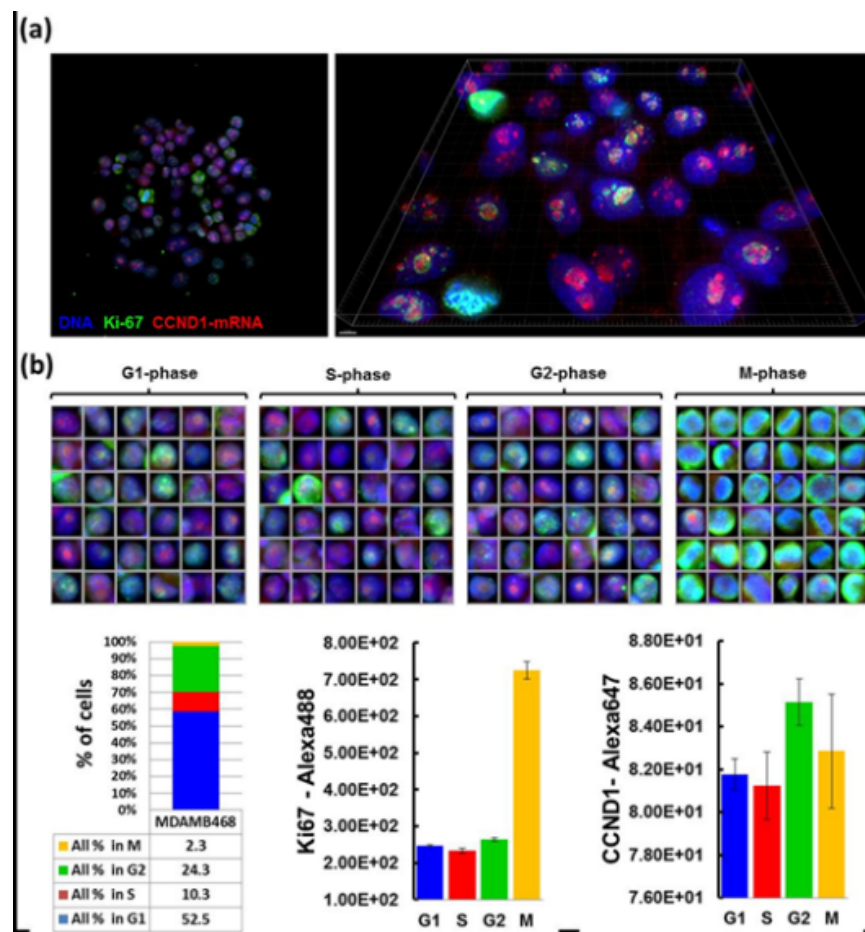 (a)
DNA Ki-67 CCND1-mRNA
(b)
G1-phase S-phase G2-phase M-phase
100%
90%
80%
70%
60%
50%
40%
30%
20%
10%
0%
% of cells
MDAMB468
All % in M 2.3
All % in G2 24.3
All % in S 10.3
All % in G1 52.5
8.00E+02
7.00E+02
6.00E+02
5.00E+02
4.00E+02
3.00E+02
2.00E+02
1.00E+02
Ki67 - Alexa488
G1 S G2 M
8.80E+01
8.60E+01
8.40E+01
8.20E+01
8.00E+01
7.80E+01
7.60E+01
CCND1- Alexa647
G1 S G2 M